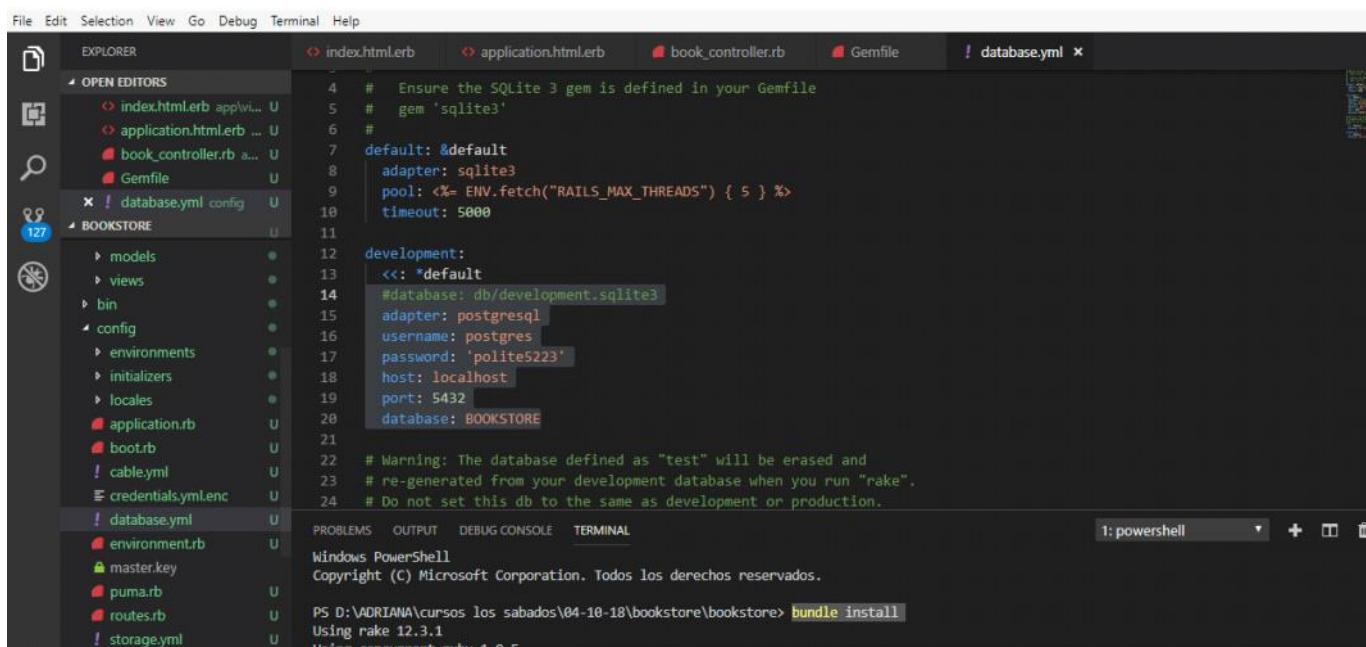 File Edit Selection View Go Debug Terminal Help
EXPLORER
OPEN EDITORS
index.html.erb app\vi... U
application.html.erb ... U
book_controller.rb a... U
Gemfile U
database.yml config U
BOOKSTORE
U
models
views
bin
config
environments
initializers
locales
application.rb U
boot.rb U
cable.yml U
credentials.yml.enc U
database.yml U
environment.rb U
master.key
puma.rb U
routes.rb U
storage.yml U
127
index.html.erb application.html.erb book_controller.rb Gemfile database.yml ×
4 # Ensure the SQLite 3 gem is defined in your Gemfile
5 # gem 'sqlite3'
6 #
7 default: &default
8 adapter: sqlite3
9 pool: <%= ENV.fetch("RAILS_MAX_THREADS") { 5 } %>
10 timeout: 5000
11
12 development:
13 <<: *default
14 #database: db/development.sqlite3
15 adapter: postgresql
16 username: postgres
17 password: 'polite5223'
18 host: localhost
19 port: 5432
20 database: BOOKSTORE
21
22 # Warning: The database defined as "test" will be erased and
23 # re-generated from your development database when you run "rake".
24 # Do not set this db to the same as development or production.
PROBLEMS OUTPUT DEBUG CONSOLE TERMINAL 1: powershell
Windows PowerShell
Copyright (C) Microsoft Corporation. Todos los derechos reservados.
PS D:\ADRIANA\cursos los sabados\04-10-18\bookstore\bookstore> bundle install
Using rake 12.3.1